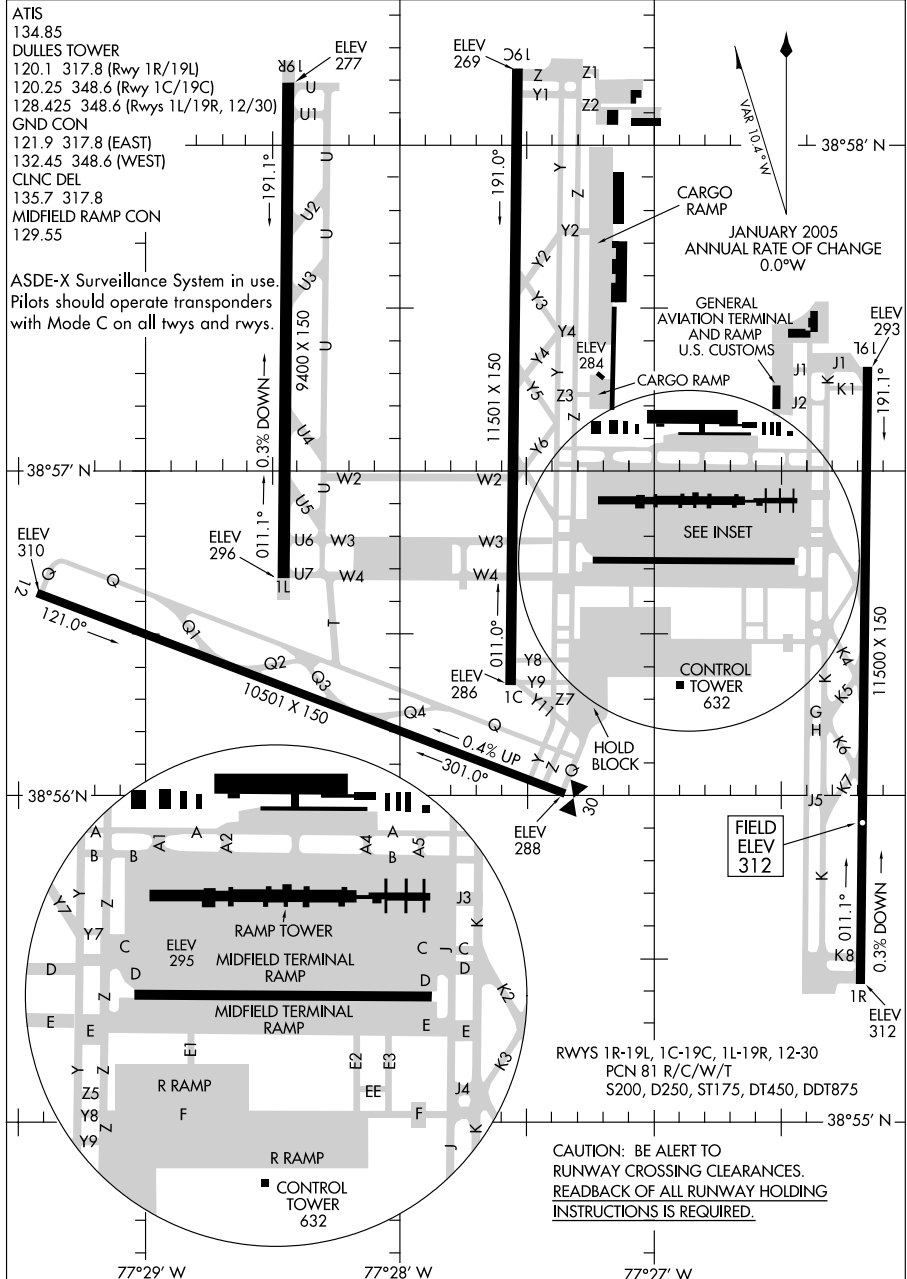 ATIS
134.85
DULLES TOWER
120.1 317.8 (Rwy 1R/19L)
120.25 348.6 (Rwy 1C/19C)
128.425 348.6 (Rwys 1L/19R, 12/30)
GND CON
121.9 317.8 (EAST)
132.45 348.6 (WEST)
CLNC DEL
135.7 317.8
MIDFIELD RAMP CON
129.55
ASDE-X Surveillance System in use.
Pilots should operate transponders
with Mode C on all twys and rwys.
ELEV
277
19R
U
U1
U
191.1°
U2
U
U3
U
9400 X 150
0.3% DOWN
U4
U
U5
011.1°
U6
U7
1L
ELEV
296
ELEV
269
19C
Z
Z1
Y1
Z2
191.0°
Y
Z
Y2
Z
Y2
Y3
Y4
Y4
Y
Y5
Z3
Z
Y6
11501 X 150
CARGO
RAMP
ELEV
284
CARGO RAMP
VAR 10.4° W
38°58' N
JANUARY 2005
ANNUAL RATE OF CHANGE
0.0°W
GENERAL
AVIATION TERMINAL
AND RAMP
U.S. CUSTOMS
J1
J1
J2
K
K1
19L
ELEV
293
191.1°
38°57' N
W2
W2
W3
W3
W4
W4
T
SEE INSET
ELEV
310
12
Q
Q
121.0°
Q1
Q2
Q3
Q4
Q
10501 X 150
0.4% UP
301.0°
011.0°
ELEV
286
1C
Y8
Y9
Y11
Z7
Y
Z
Q
30
ELEV
288
HOLD
BLOCK
CONTROL
TOWER
632
K4
K
K5
G
H
K6
K7
J5
11500 X 150
FIELD
ELEV
312
K
011.1°
0.3% DOWN
K8
1R
ELEV
312
38°56'N
A
A1
A
A2
A4
A
A5
B
B
B
Y
Z
Y7
Y7
J3
K
RAMP TOWER
C
ELEV
295
MIDFIELD TERMINAL
RAMP
C
J
C
D
D
D
D
Z
K2
MIDFIELD TERMINAL
RAMP
E
E
E
E
E1
E2
E3
K3
Y
Z5
R RAMP
EE
J4
Y8
F
F
Y9
Z
J
K
R RAMP
CONTROL
TOWER
632
RWYS 1R-19L, 1C-19C, 1L-19R, 12-30
PCN 81 R/C/W/T
S200, D250, ST175, DT450, DDT875
38°55' N
CAUTION: BE ALERT TO
RUNWAY CROSSING CLEARANCES.
READBACK OF ALL RUNWAY HOLDING
INSTRUCTIONS IS REQUIRED.
77°29' W
77°28' W
77°27' W